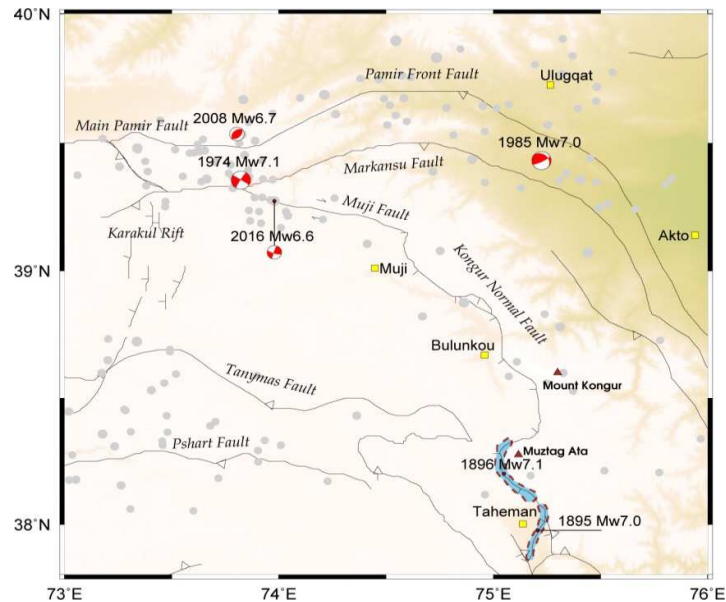 40°N
Ulugqat
Pamir Front Fault
2008 Mw6.7
Main Pamir Fault
1985 Mw7.0
1974 Mw7.1
Markansu Fault
Muji Fault
Karakul Rift
2016 Mw6.6
Akto
39°N
Muji
Kongur Normal Fault
Bulunkou
Tanymas Fault
Mount Kongur
Pshart Fault
Muztag Ata
1896 Mw7.1
Taheman
1895 Mw7.0
38°N
73°E
74°E
75°E
76°E